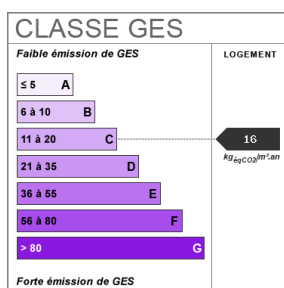 CLASSE GES
Faible émission de GES
LOGEMENT
≤ 5 A
6 à 10 B
11 à 20 C
16
kgéqCO2/m².an
21 à 35 D
36 à 55 E
56 à 80 F
> 80 G
Forte émission de GES